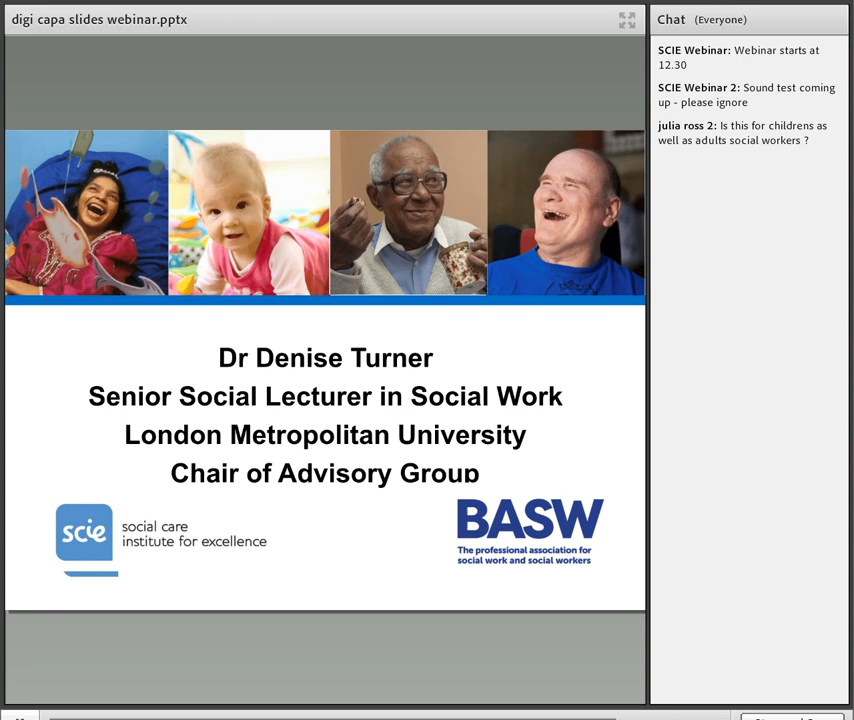 digi capa slides webinar.pptx
Dr Denise Turner
Senior Social Lecturer in Social Work
London Metropolitan University
Chair of Advisory Group
scie
social care
institute for excellence
BASW
The professional association for
social work and social workers
Chat (Everyone)
SCIE Webinar: Webinar starts at
12.30
SCIE Webinar 2: Sound test coming
up - please ignore
julia ross 2: Is this for childrens as
well as adults social workers ?